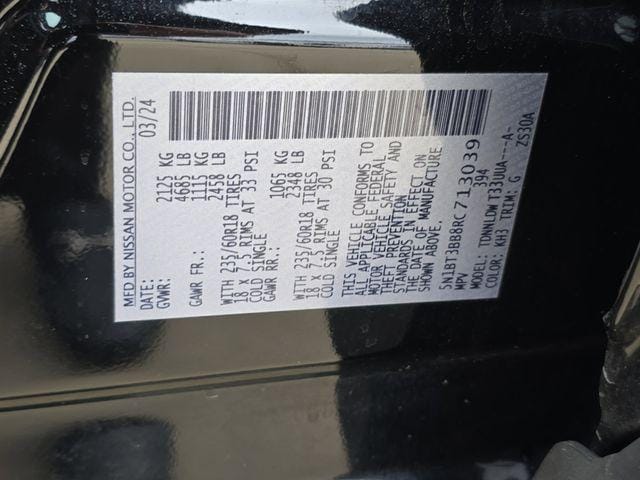 MFD BY NISSAN MOTOR CO., LTD.
DATE: 03/24
GVWR: 2125 KG
4685 LB
GAWR FR.: 1115 KG
2458 LB
WITH 235/60R18 TIRES
18 X 7.5 RIMS AT 33 PSI
COLD SINGLE
GAWR RR.: 1065 KG
2348 LB
WITH 235/60R18 TIRES
18 X 7.5 RIMS AT 30 PSI
COLD SINGLE
THIS VEHICLE CONFORMS TO
ALL APPLICABLE FEDERAL
MOTOR VEHICLE SAFETY AND
THEFT PREVENTION
STANDARDS IN EFFECT ON
THE DATE OF MANUFACTURE
SHOWN ABOVE.
5N1BT3BB8RC713039
MPV 394
MODEL: TDNNLDW T33UUA---A-
COLOR: KH3 TRIM: G ZS30A